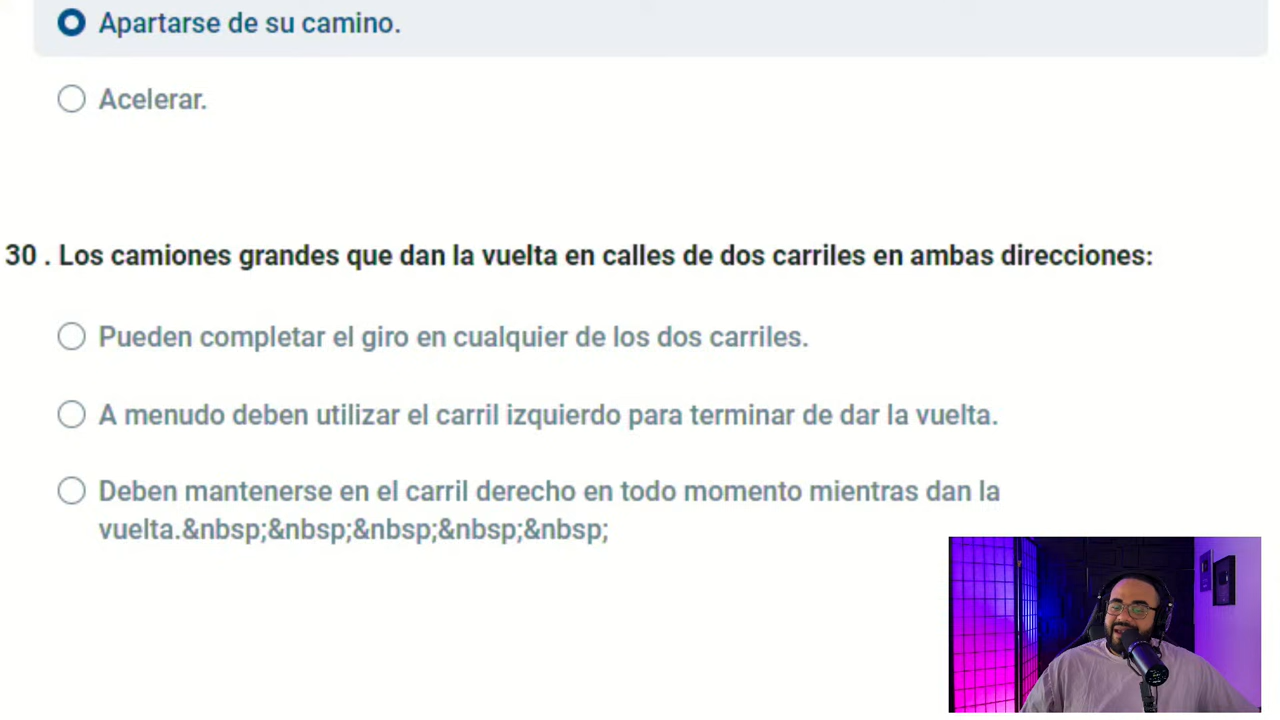 Apartarse de su camino.
Acelerar.
30 . Los camiones grandes que dan la vuelta en calles de dos carriles en ambas direcciones:
Pueden completar el giro en cualquier de los dos carriles.
A menudo deben utilizar el carril izquierdo para terminar de dar la vuelta.
Deben mantenerse en el carril derecho en todo momento mientras dan la
vuelta.&nbsp;&nbsp;&nbsp;&nbsp;&nbsp;